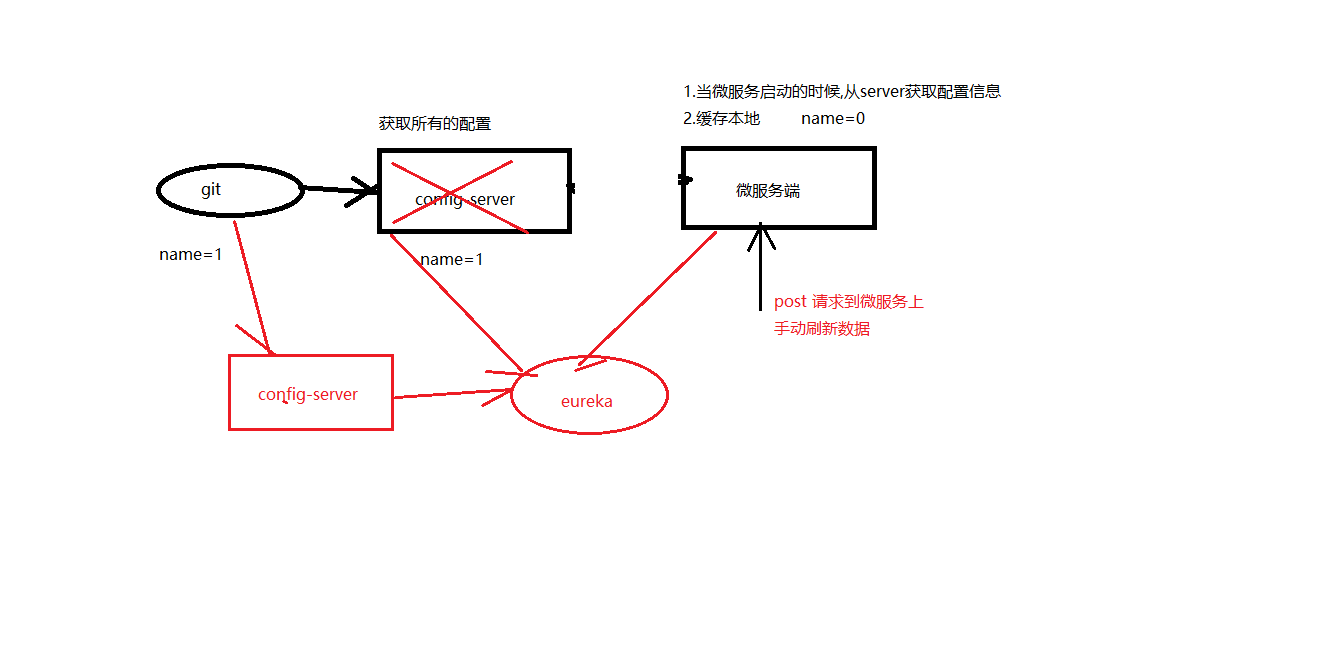 1.当微服务启动的时候,从server获取配置信息
2.缓存本地 name=0
获取所有的配置
git
config-server
微服务端
name=1
name=1
post 请求到微服务上
手动刷新数据
config-server
eureka